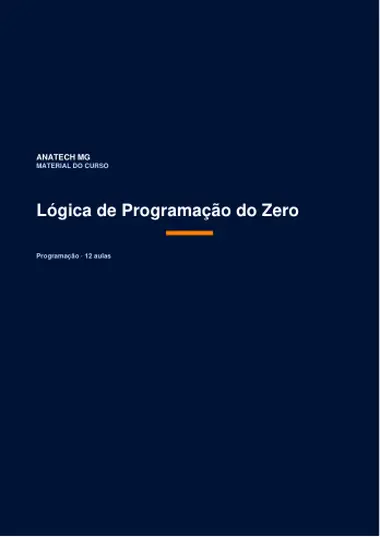 ANATECH MG
MATERIAL DO CURSO
Lógica de Programação do Zero
Programação · 12 aulas